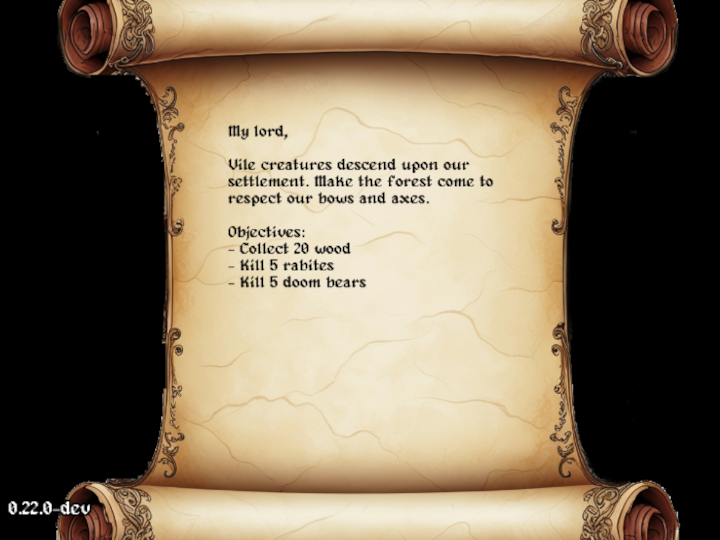 My lord,
Vile creatures descend upon our
settlement. Make the forest come to
respect our bows and axes.
Objectives:
- Collect 20 wood
- Kill 5 rabites
- Kill 5 doom bears
0.22.0-dev